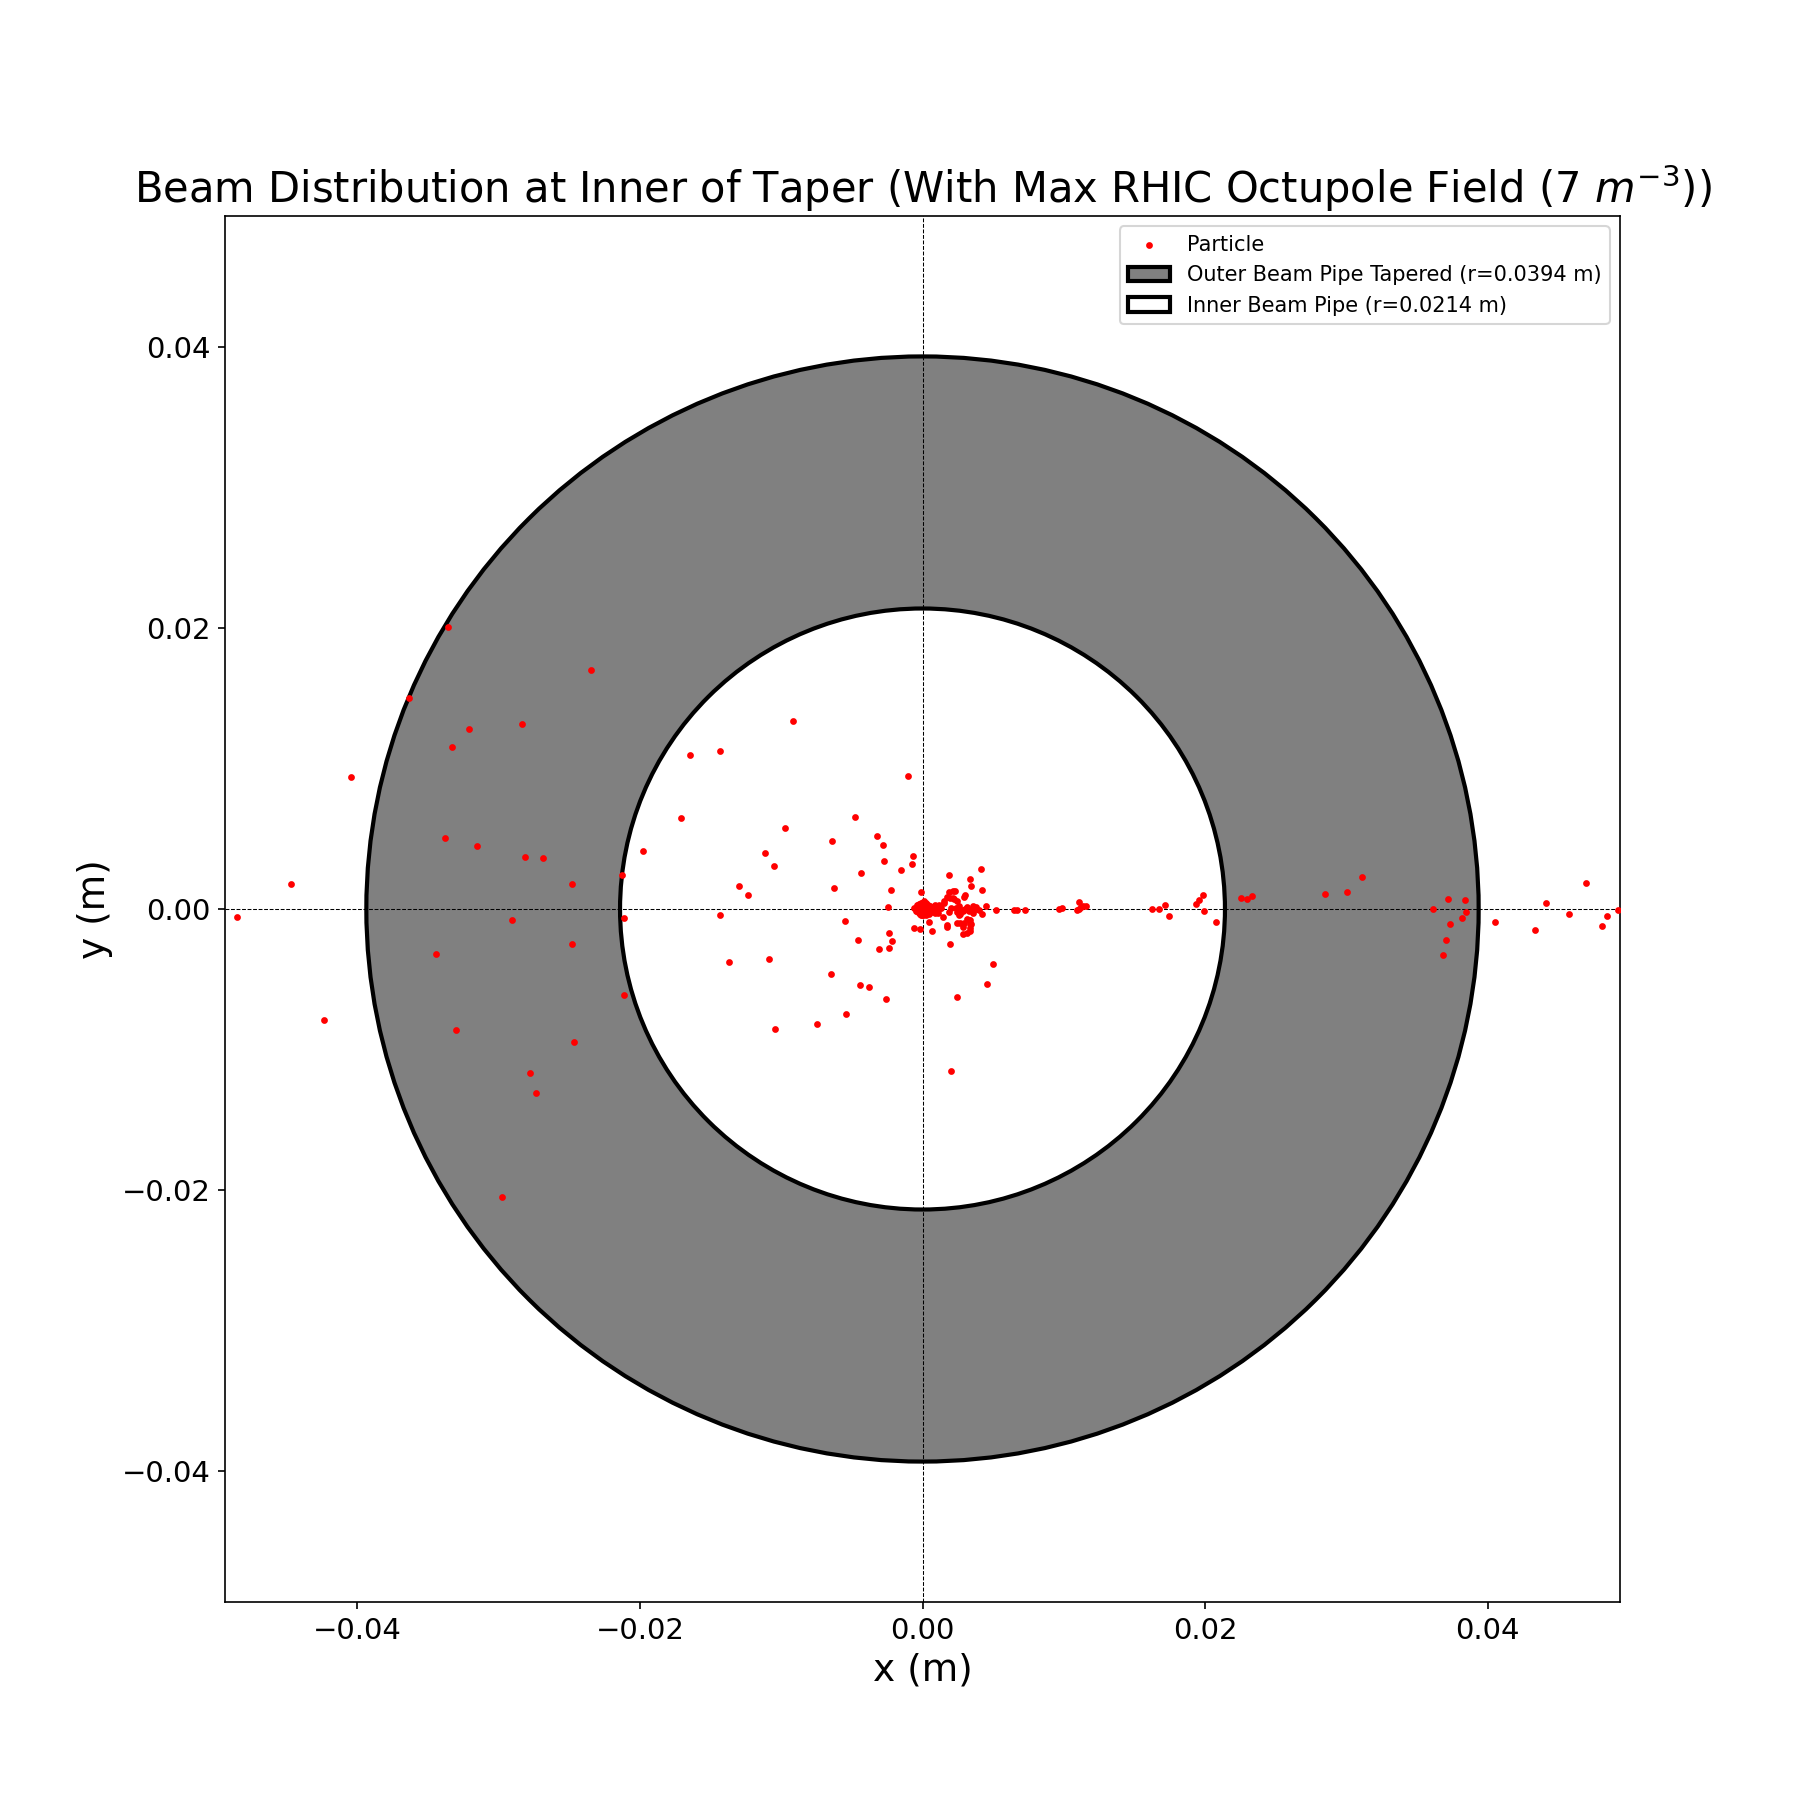 Beam Distribution at Inner of Taper (With Max RHIC Octupole Field (7 m⁻³))
Particle
Outer Beam Pipe Tapered (r=0.0394 m)
Inner Beam Pipe (r=0.0214 m)
0.04
0.02
0.00
−0.02
−0.04
y (m)
−0.04 −0.02 0.00 0.02 0.04
x (m)